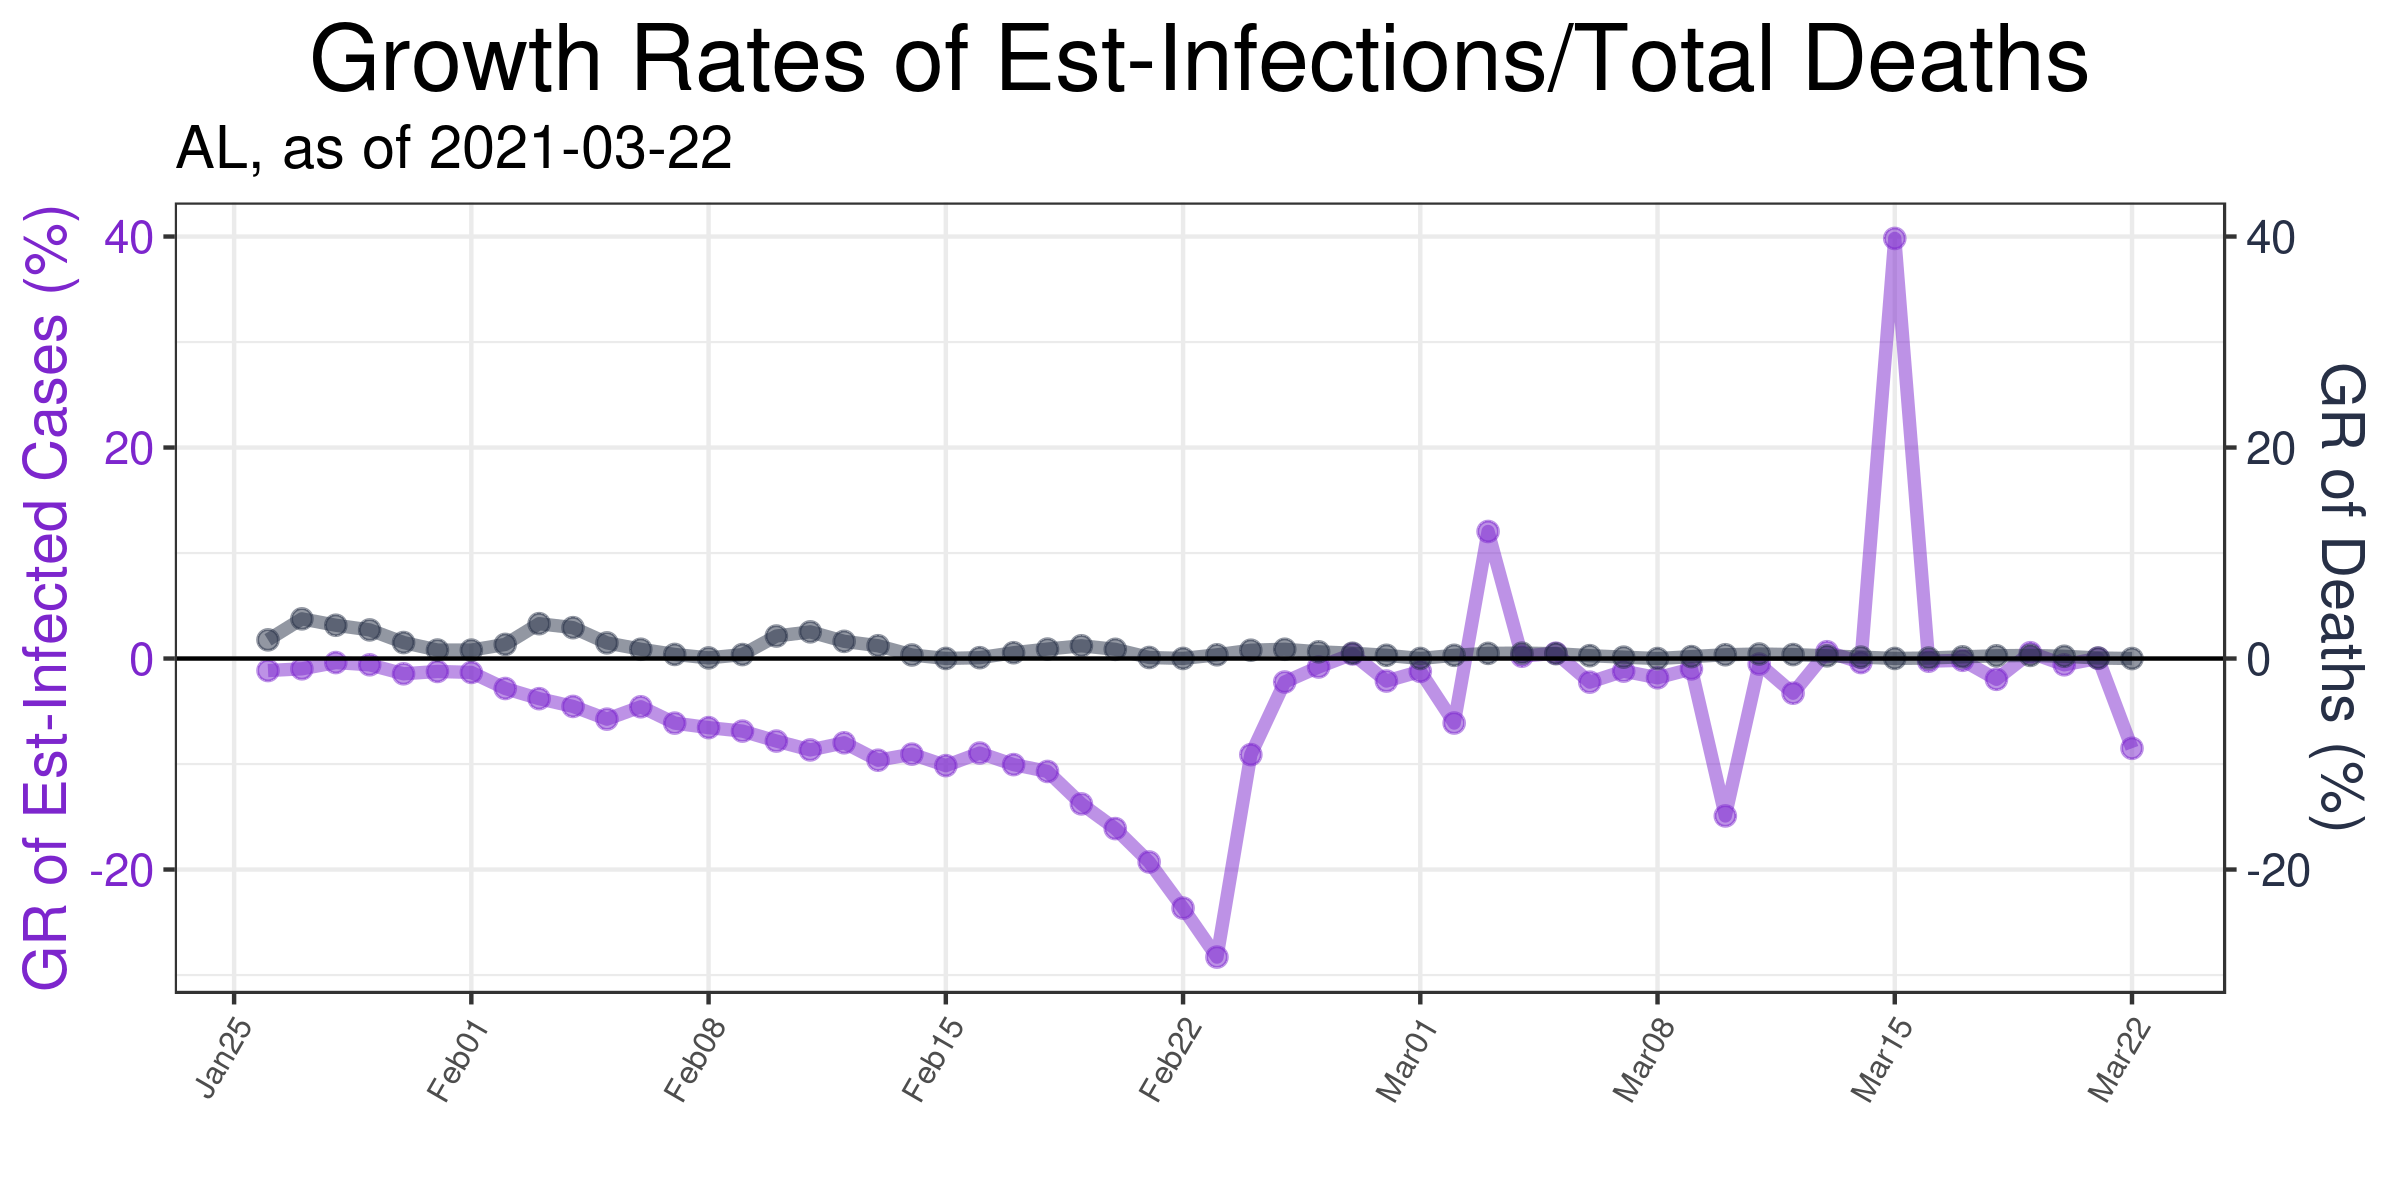 Growth Rates of Est-Infections/Total Deaths
AL, as of 2021-03-22
GR of Est-Infected Cases (%)
40
20
0
-20
40
20
0
-20
GR of Deaths (%)
Jan25
Feb01
Feb08
Feb15
Feb22
Mar01
Mar08
Mar15
Mar22